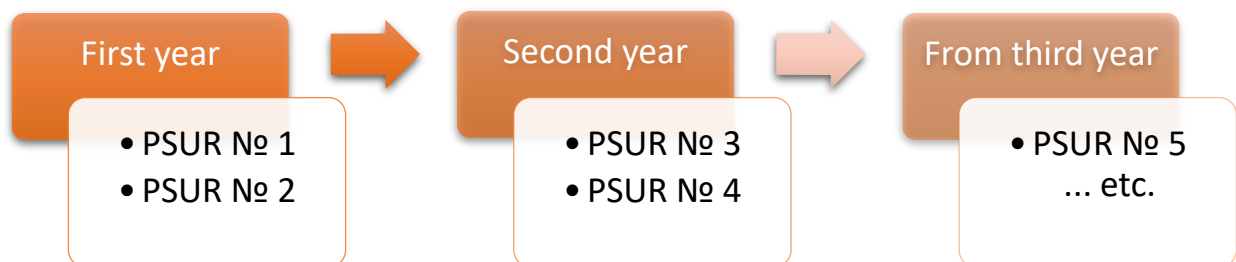 First year
• PSUR № 1
• PSUR № 2
Second year
• PSUR № 3
• PSUR № 4
From third year
• PSUR № 5
... etc.